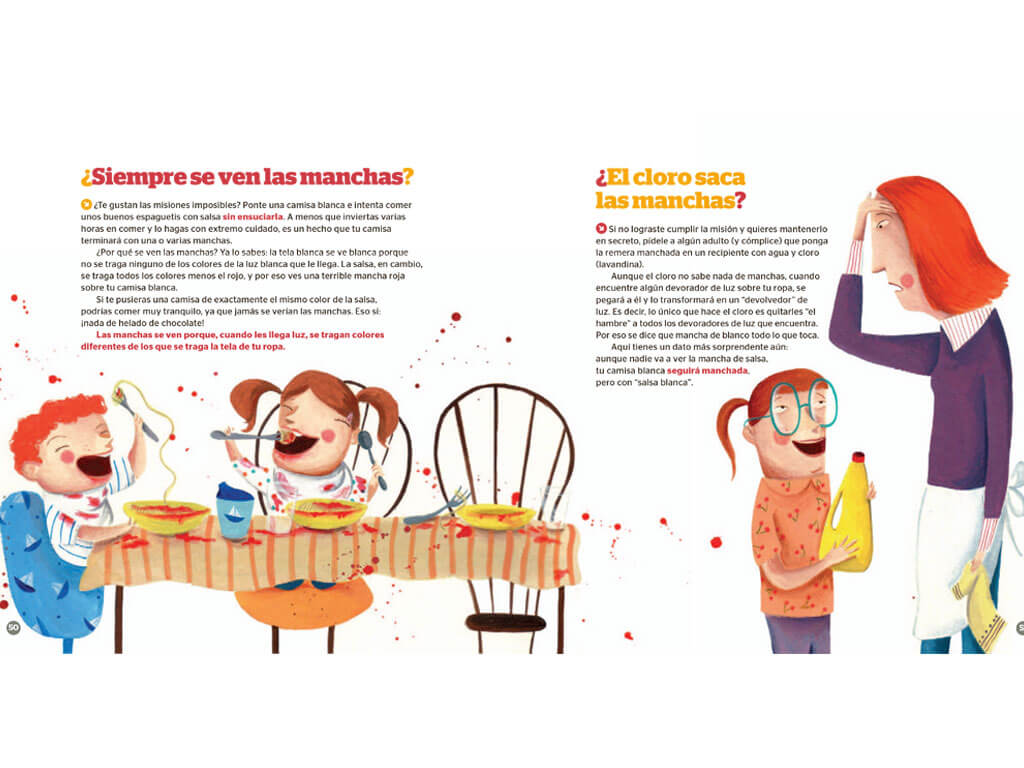 ¿Siempre se ven las manchas?
¿Te gustan las misiones imposibles? Ponte una camisa blanca e intenta comer
unos buenos espaguetis con salsa sin ensuciarla. A menos que inviertas varias
horas en comer y lo hagas con extremo cuidado, es un hecho que tu camisa
terminará con una o varias manchas.
¿Por qué se ven las manchas? Ya lo sabes: la tela blanca se ve blanca porque
no se traga ninguno de los colores de la luz blanca que le llega. La salsa, en cambio,
se traga todos los colores menos el rojo, y por eso ves una terrible mancha roja
sobre tu camisa blanca.
Si te pusieras una camisa de exactamente el mismo color de la salsa,
podrías comer muy tranquilo, ya que jamás se verían las manchas. Eso sí:
¡nada de helado de chocolate!
Las manchas se ven porque, cuando les llega luz, se tragan colores
diferentes de los que se traga la tela de tu ropa.
50
¿El cloro saca
las manchas?
Si no lograste cumplir la misión y quieres mantenerlo
en secreto, pídele a algún adulto (y cómplice) que ponga
la remera manchada en un recipiente con agua y cloro
(lavandina).
Aunque el cloro no sabe nada de manchas, cuando
encuentre algún devorador de luz sobre tu ropa, se
pegará a él y lo transformará en un "devolvedor" de
luz. Es decir, lo único que hace el cloro es quitarles "el
hambre" a todos los devoradores de luz que encuentra.
Por eso se dice que mancha de blanco todo lo que toca.
Aquí tienes un dato más sorprendente aún:
aunque nadie va a ver la mancha de salsa,
tu camisa blanca seguirá manchada,
pero con "salsa blanca".